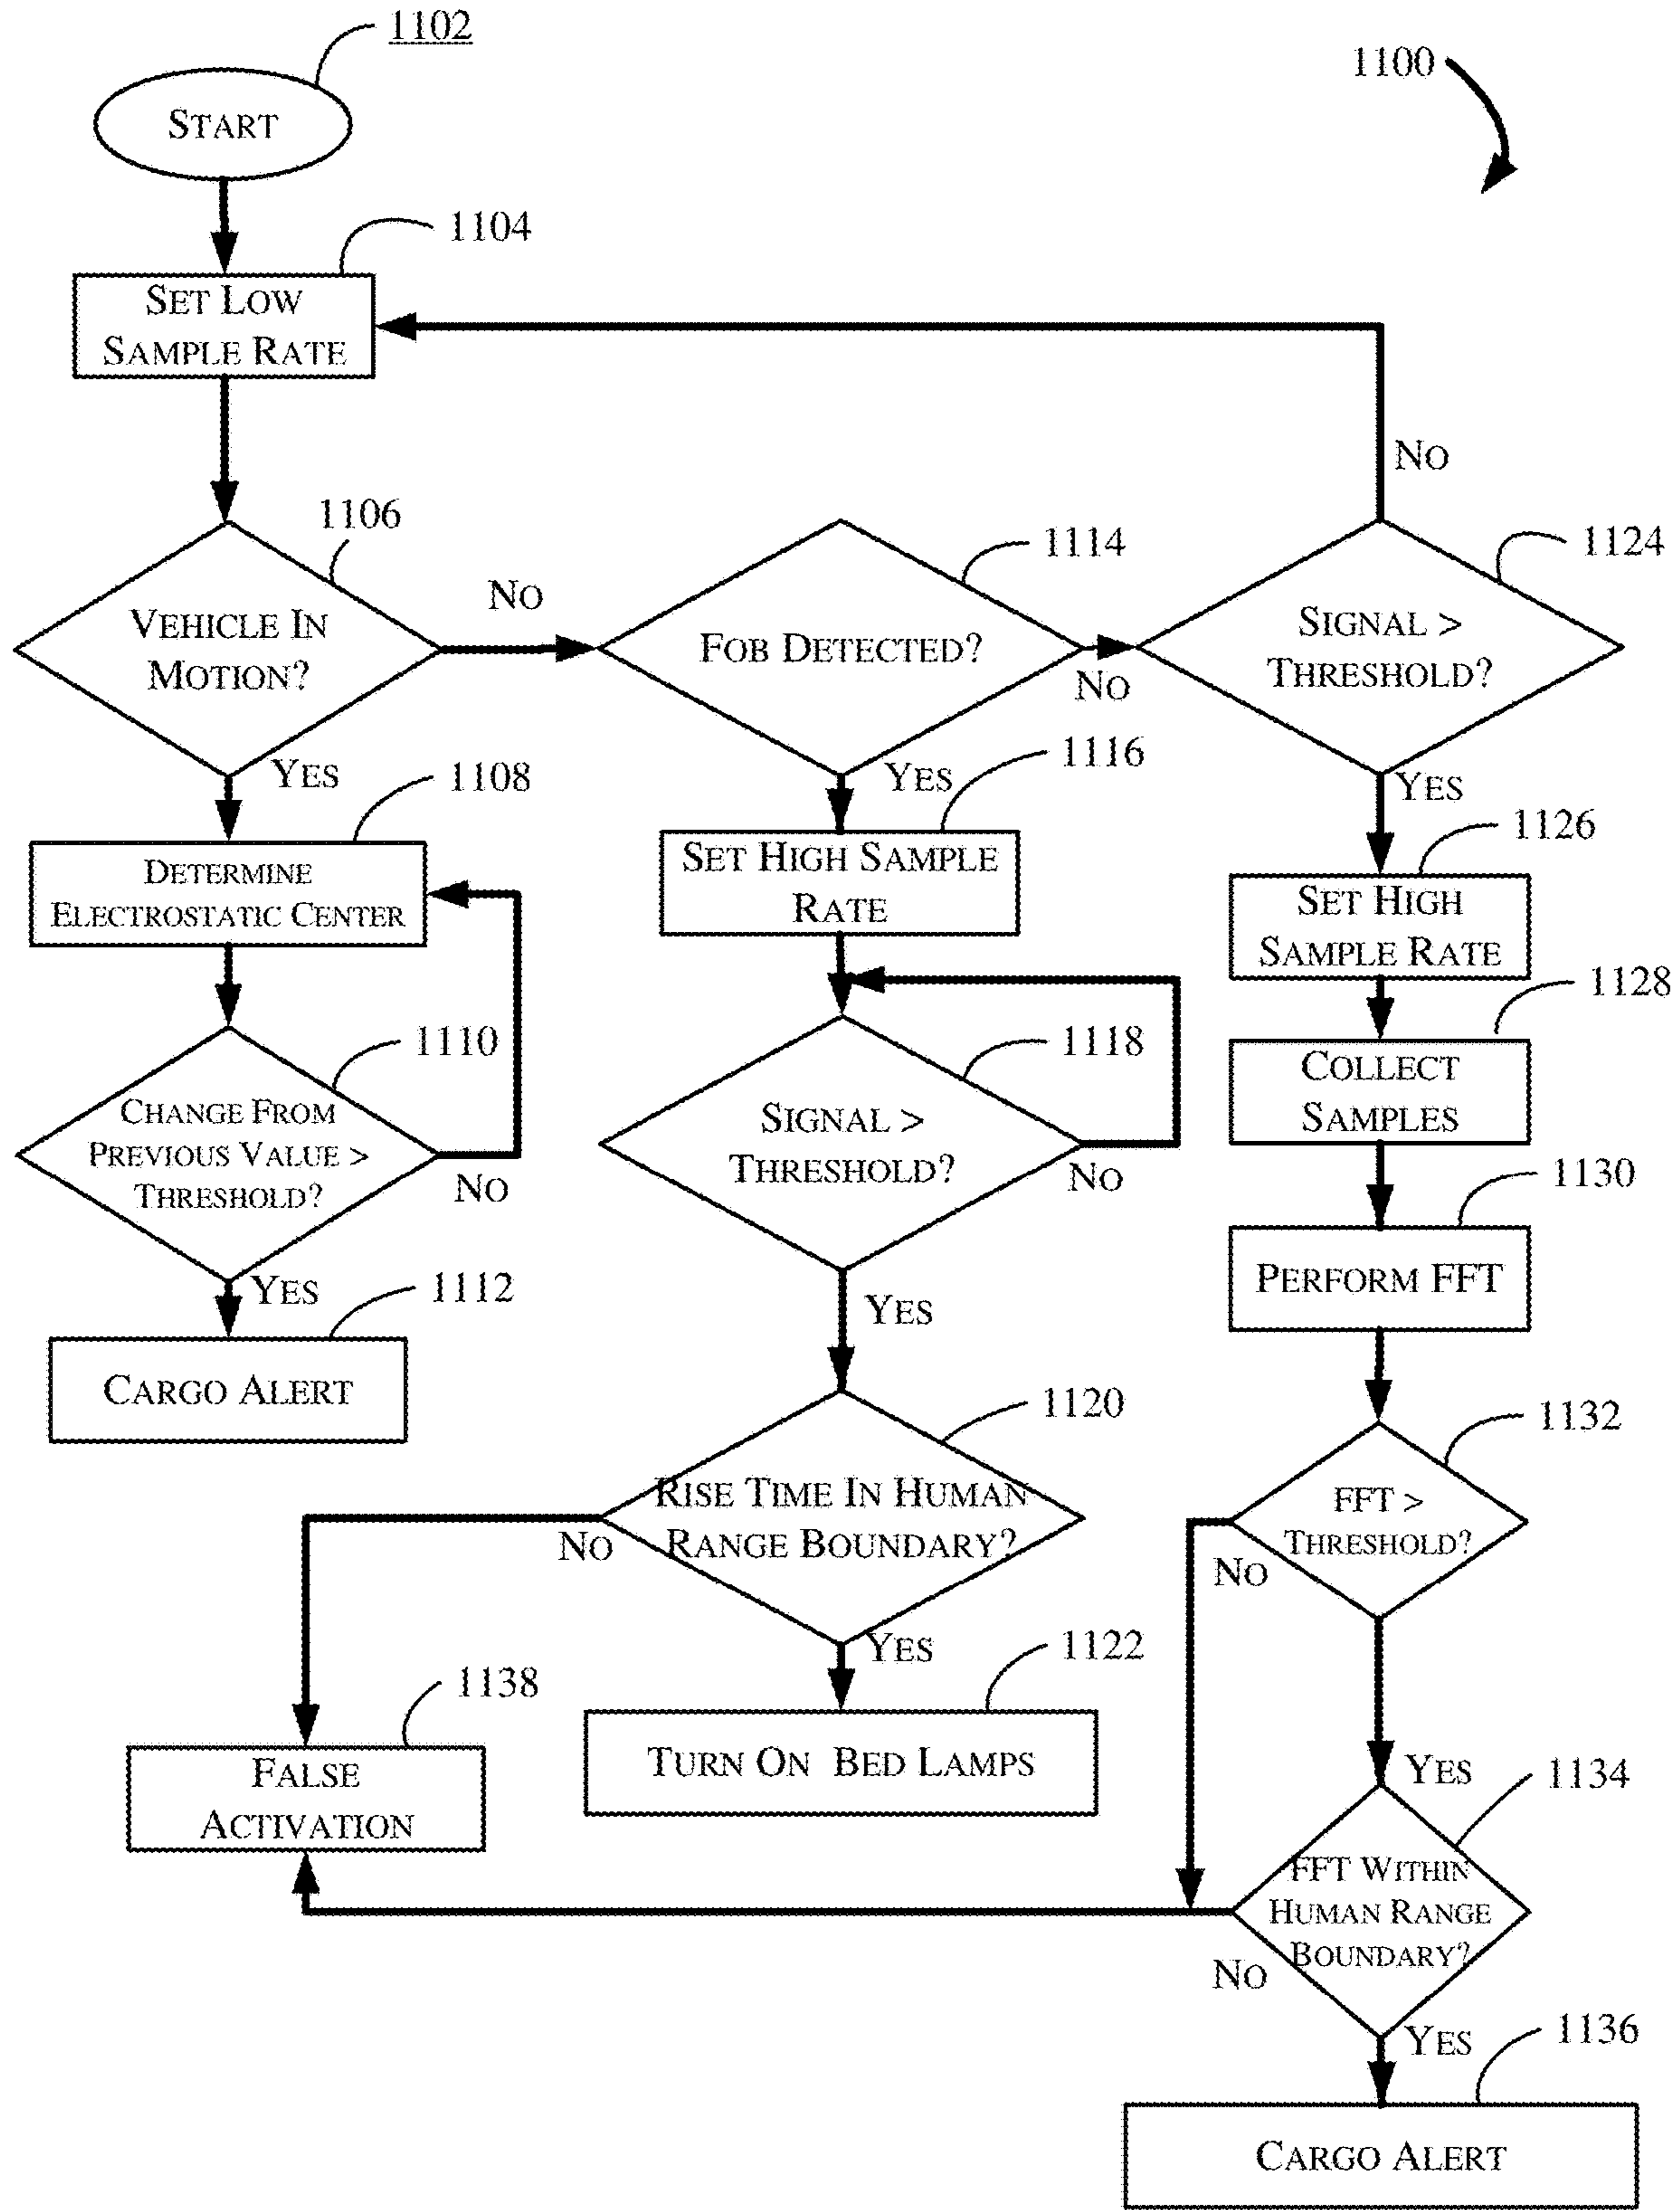 1102
1100
START
1104
SET LOW
SAMPLE RATE
NO
1106
1114
1124
VEHICLE IN
MOTION?
NO
FOB DETECTED?
NO
SIGNAL >
THRESHOLD?
YES
1108
YES
1116
YES
1126
DETERMINE
ELECTROSTATIC CENTER
SET HIGH SAMPLE
RATE
SET HIGH
SAMPLE RATE
1128
1110
1118
COLLECT
SAMPLES
CHANGE FROM
PREVIOUS VALUE >
THRESHOLD?
NO
SIGNAL >
THRESHOLD?
NO
1130
PERFORM FFT
YES
1112
YES
CARGO ALERT
1120
1132
RISE TIME IN HUMAN
RANGE BOUNDARY?
NO
FFT >
THRESHOLD?
NO
YES
1122
1138
FALSE
ACTIVATION
TURN ON BED LAMPS
YES
1134
FFT WITHIN
HUMAN RANGE
BOUNDARY?
NO
YES
1136
CARGO ALERT